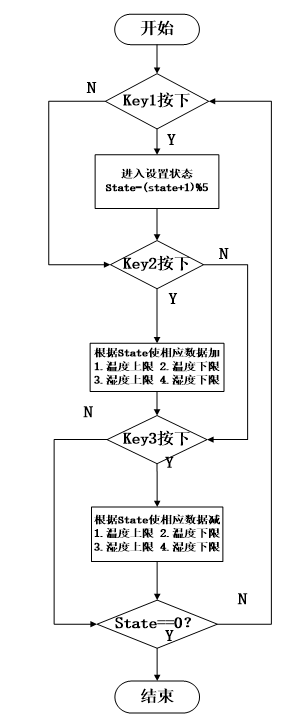 开始
N
Key1按下
Y
进入设置状态
State=(state+1)%5
Key2按下
N
Y
根据State使相应数据加
1.温度上限 2.温度下限
3.湿度上限 4.湿度下限
N
Key3按下
Y
根据State使相应数据减
1.温度上限 2.温度下限
3.湿度上限 4.湿度下限
N
State==0?
Y
结束